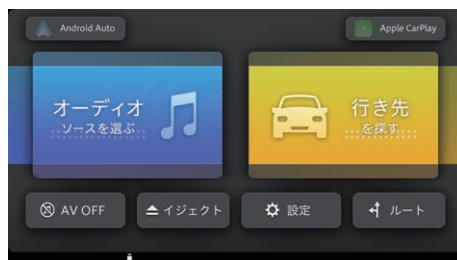 Android Auto
Apple CarPlay
オーディオ
ソースを選ぶ
行き先
を探す
AV OFF
イジェクト
設定
ルート